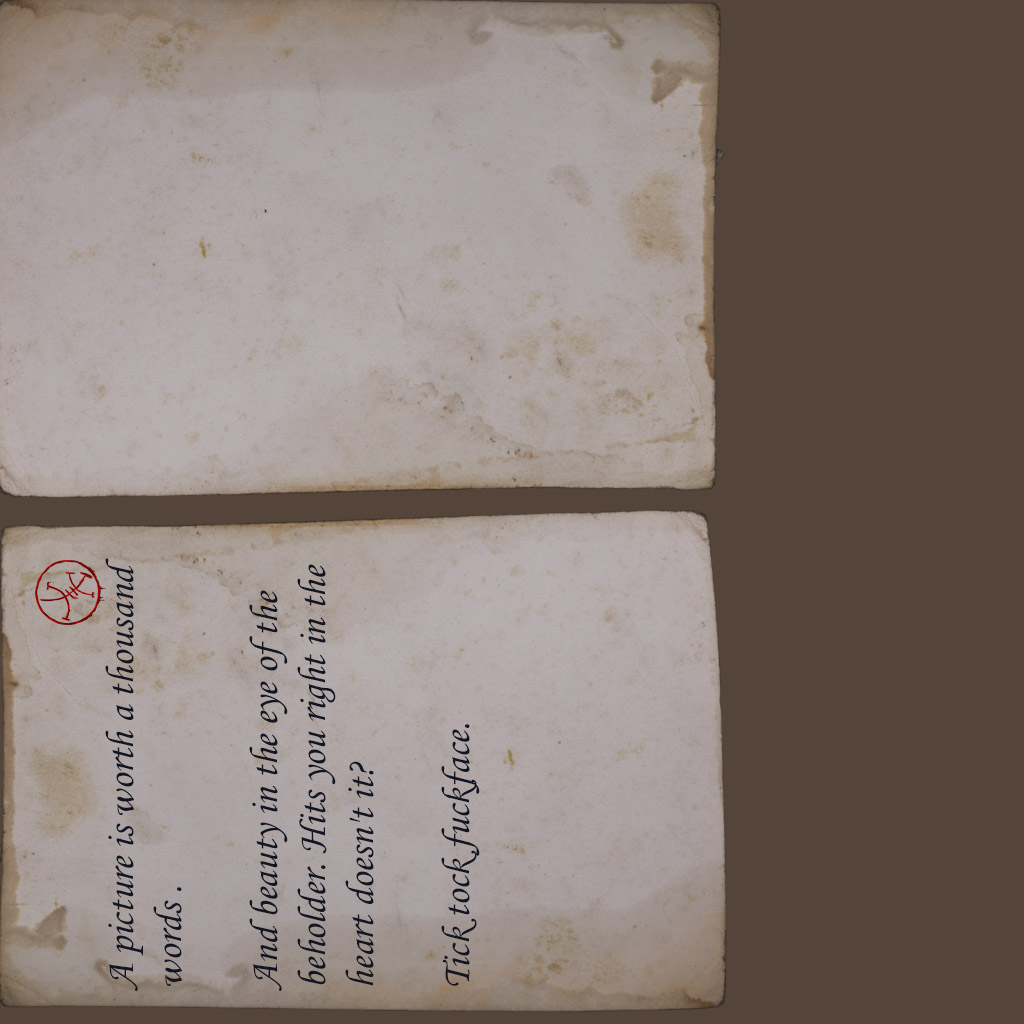 A picture is worth a thousand
words .
And beauty in the eye of the
beholder. Hits you right in the
heart doesn't it?
Tick tock fuckface.